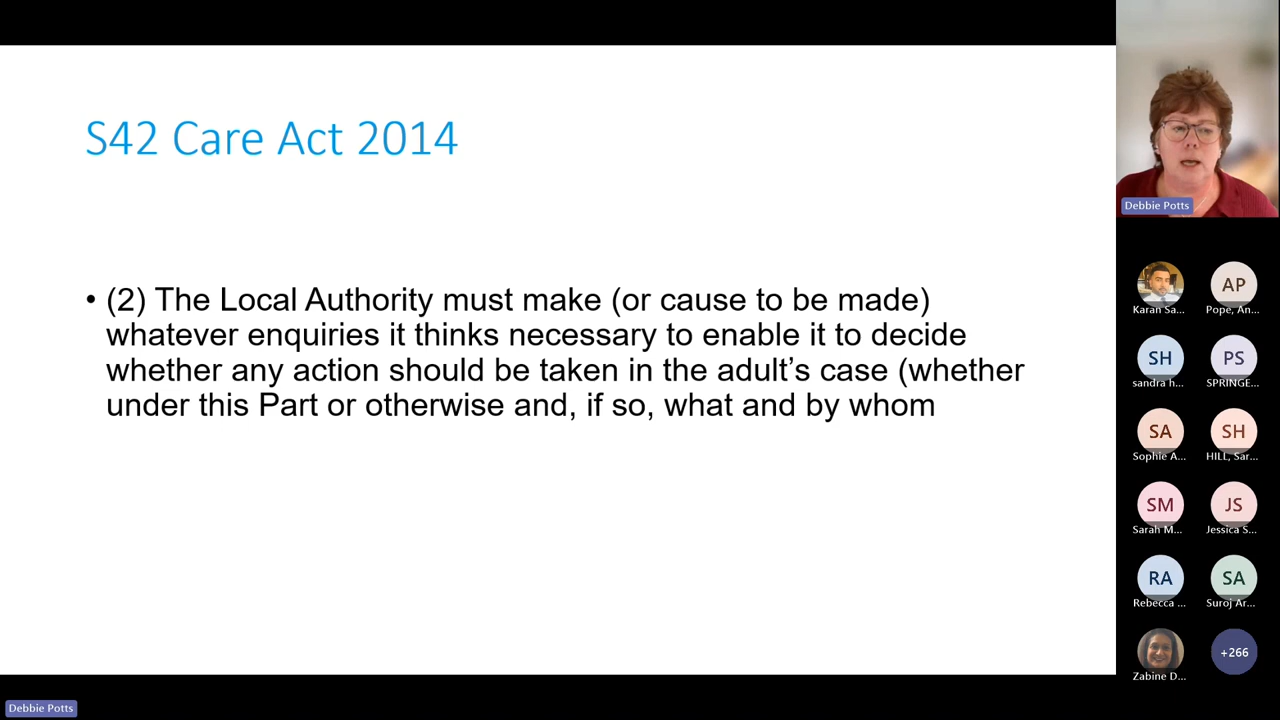 S42 Care Act 2014
• (2) The Local Authority must make (or cause to be made)
whatever enquiries it thinks necessary to enable it to decide
whether any action should be taken in the adult’s case (whether
under this Part or otherwise and, if so, what and by whom
Debbie Potts
Karan Sa...
AP
Pope, An...
SH
sandra h...
PS
SPRINGE...
SA
Sophie A...
SH
HILL, Sar...
SM
Sarah M...
JS
Jessica S...
RA
Rebecca ...
SA
Suroj Ar...
Zabine D...
+266
Debbie Potts